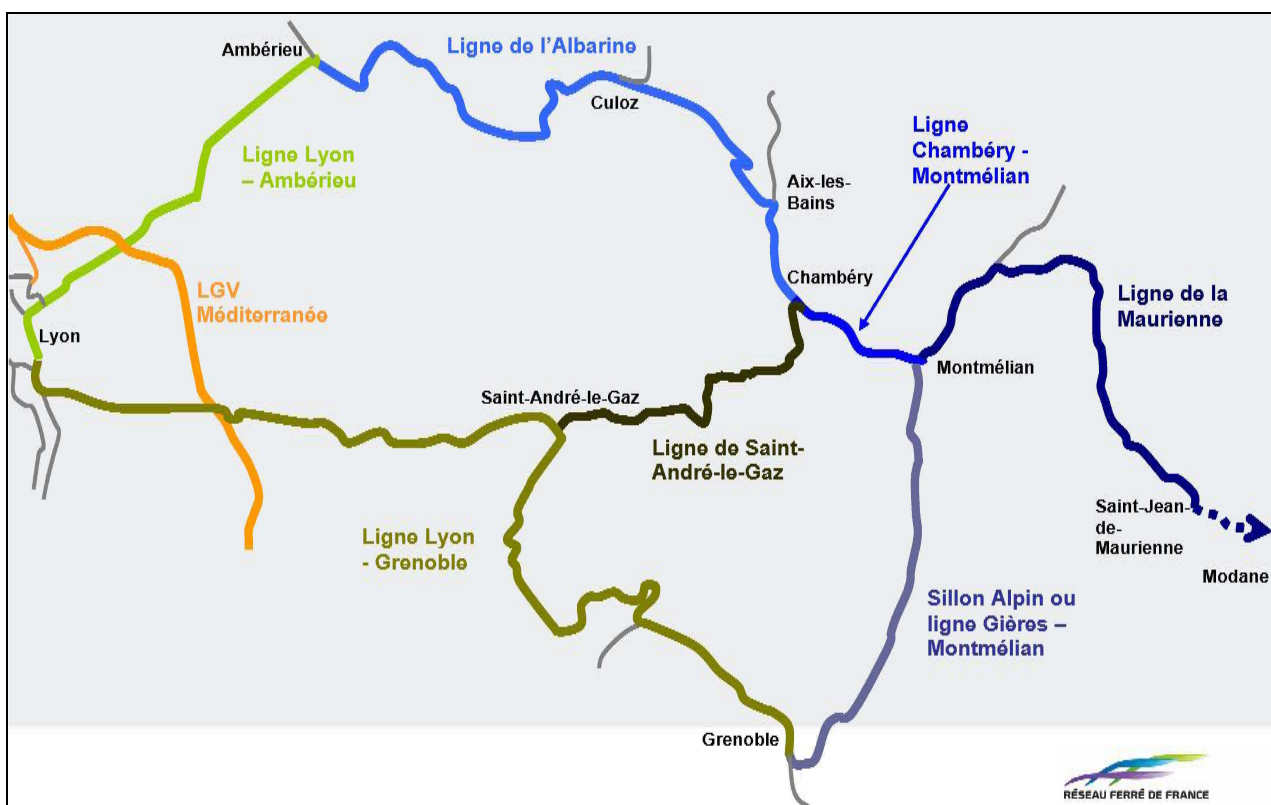 Ambérieu
Ligne de l'Albarine
Culoz
Ligne
Chambéry -
Montmélian
Ligne Lyon
– Ambérieu
Aix-les-
Bains
Chambéry
LGV
Méditerranée
Ligne de la
Maurienne
Lyon
Montmélian
Saint-André-le-Gaz
Ligne de Saint-
André-le-Gaz
Saint-Jean-
de-
Maurienne
Ligne Lyon
- Grenoble
Modane
Sillon Alpin ou
ligne Gières –
Montmélian
Grenoble
RÉSEAU FERRÉ DE FRANCE